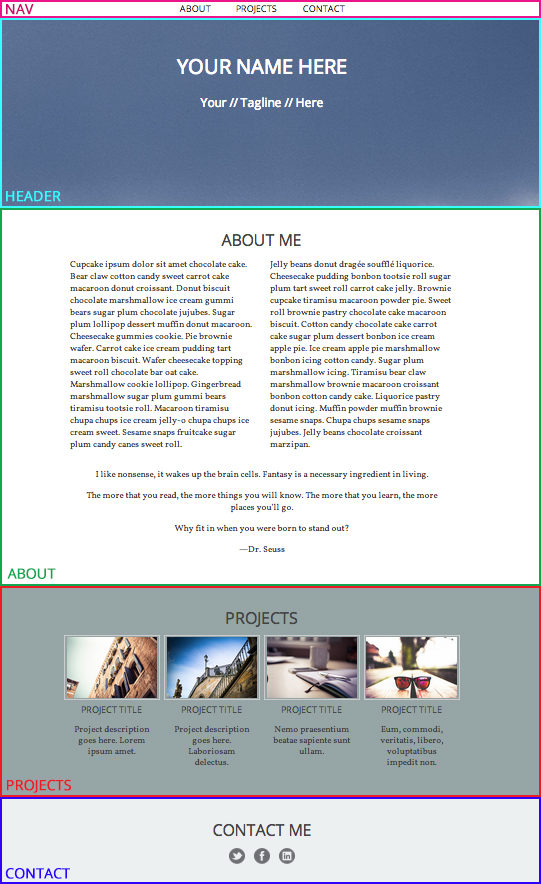 NAV
ABOUT PROJECTS CONTACT
YOUR NAME HERE
Your // Tagline // Here
HEADER
ABOUT ME
Cupcake ipsum dolor sit amet chocolate cake.
Bear claw cotton candy sweet carrot cake
macaroon donut croissant. Donut biscuit
chocolate marshmallow ice cream gummi
bears sugar plum chocolate jujubes. Sugar
plum lollipop dessert muffin donut macaroon.
Cheesecake gummies cookie. Pie brownie
wafer. Carrot cake ice cream pudding tart
macaroon biscuit. Wafer cheesecake topping
sweet roll chocolate bar oat cake.
Marshmallow cookie lollipop. Gingerbread
marshmallow sugar plum gummi bears
tiramisu tootsie roll. Macaroon tiramisu
chupa chups ice cream jelly-o chupa chups ice
cream sweet. Sesame snaps fruitcake sugar
plum candy canes sweet roll.
Jelly beans donut dragée soufflé liquorice.
Cheesecake pudding bonbon tootsie roll sugar
plum tart sweet roll carrot cake jelly. Brownie
cupcake tiramisu macaroon powder pie. Sweet
roll brownie pastry chocolate cake macaroon
biscuit. Cotton candy chocolate cake carrot
cake sugar plum dessert bonbon ice cream
apple pie. Ice cream apple pie marshmallow
bonbon icing cotton candy. Sugar plum
marshmallow icing. Tiramisu bear claw
marshmallow brownie macaroon croissant
bonbon cotton candy cake. Liquorice pastry
donut icing. Muffin powder muffin brownie
sesame snaps. Chupa chups sesame snaps
jujubes. Jelly beans chocolate croissant
marzipan.
I like nonsense, it wakes up the brain cells. Fantasy is a necessary ingredient in living.
The more that you read, the more things you will know. The more that you learn, the more
places you'll go.
Why fit in when you were born to stand out?
—Dr. Seuss
ABOUT
PROJECTS
PROJECT TITLE
Project description
goes here. Lorem
ipsum amet.
PROJECT TITLE
Project description
goes here.
Laboriosam
delectus.
PROJECT TITLE
Nemo praesentium
beatae sapiente sunt
ullam.
PROJECT TITLE
Eum, commodi,
veritatis, libero,
voluptatibus
impedit non.
PROJECTS
CONTACT ME
CONTACT